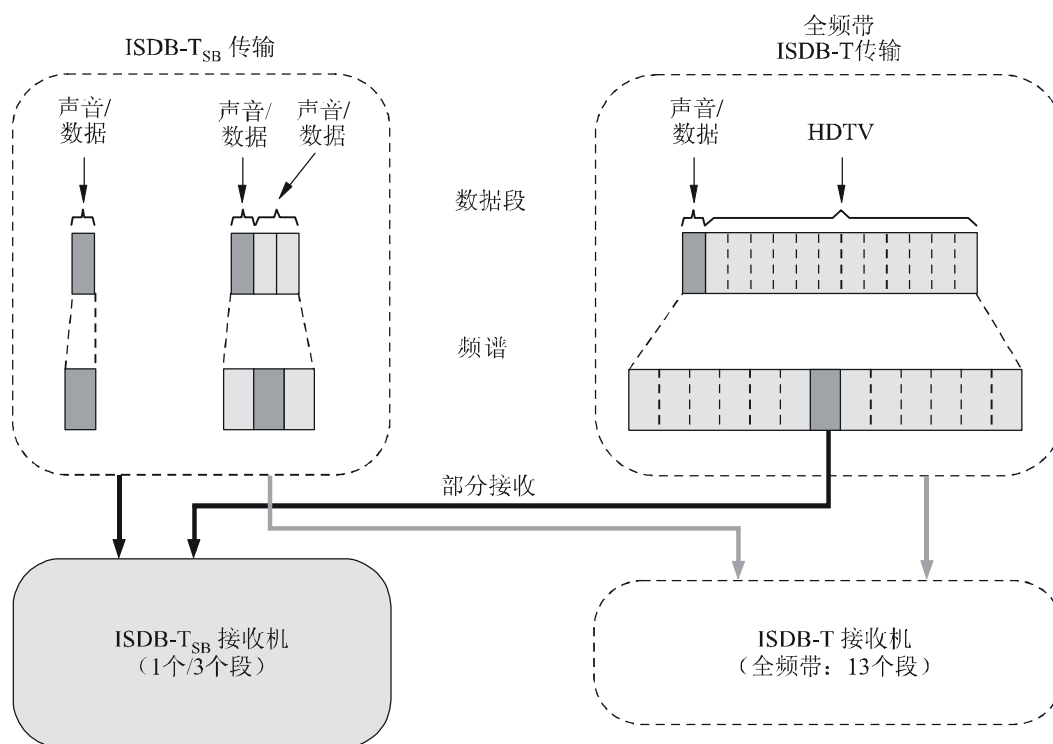 ISDB-T_SB 传输
全频带
ISDB-T传输
声音/
数据
声音/
数据
声音/
数据
声音/
数据
HDTV
数据段
频谱
部分接收
ISDB-T_SB 接收机
（1个/3个段）
ISDB-T 接收机
（全频带：13个段）